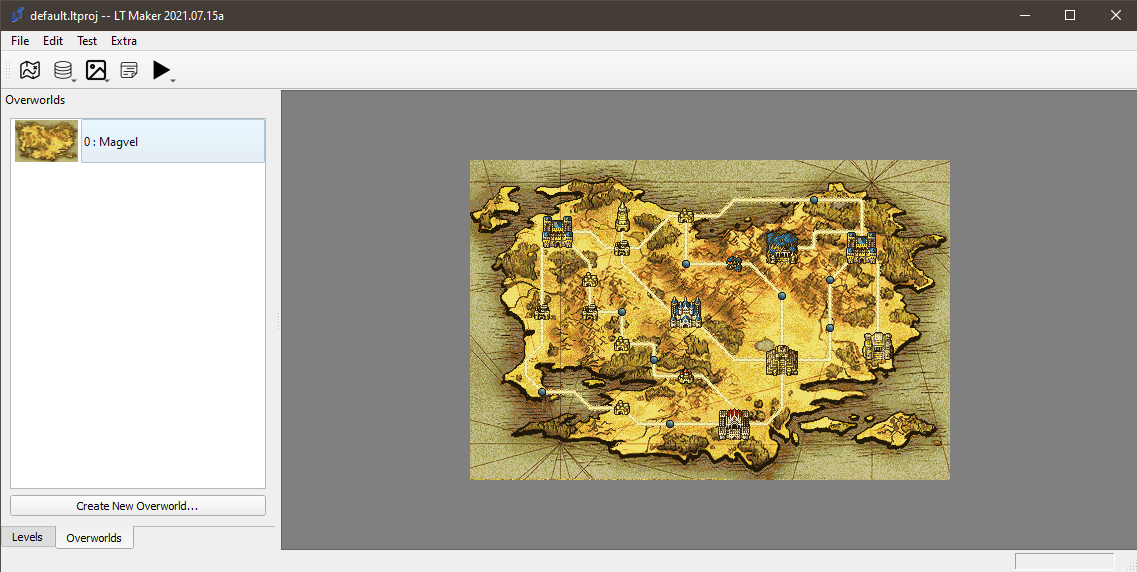 default.ltproj -- LT Maker 2021.07.15a
File Edit Test Extra
Overworlds
0 : Magvel
Create New Overworld...
Levels Overworlds